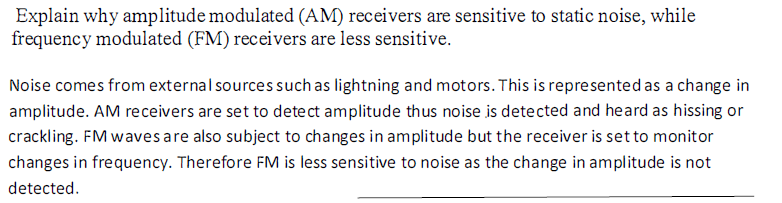 Explain why amplitude modulated (AM) receivers are sensitive to static noise, while
frequency modulated (FM) receivers are less sensitive.
Noise comes from external sources such as lightning and motors. This is represented as a change in
amplitude. AM receivers are set to detect amplitude thus noise is detected and heard as hissing or
crackling. FM waves are also subject to changes in amplitude but the receiver is set to monitor
changes in frequency. Therefore FM is less sensitive to noise as the change in amplitude is not
detected.